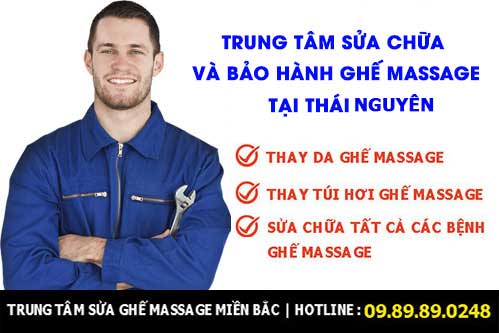 TRUNG TÂM SỬA CHỮA
VÀ BẢO HÀNH GHẾ MASSAGE
TẠI THÁI NGUYÊN
THAY DA GHẾ MASSAGE
THAY TÚI HƠI GHẾ MASSAGE
SỬA CHỮA TẤT CẢ CÁC BỆNH
GHẾ MASSAGE
TRUNG TÂM SỬA GHẾ MASSAGE MIỀN BẮC | HOTLINE : 09.89.89.0248